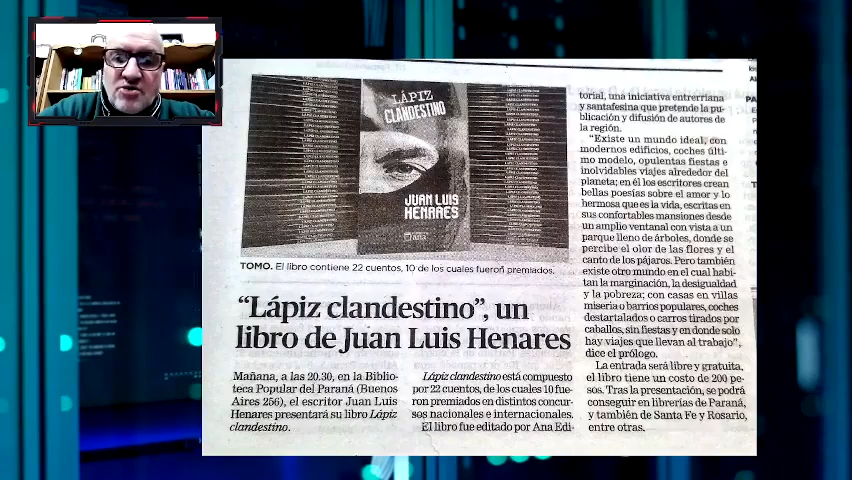 LÁPIZ
CLANDESTINO
JUAN LUIS
HENARES
ana
TOMO. El libro contiene 22 cuentos, 10 de los cuales fueron premiados.
“Lápiz clandestino”, un
libro de Juan Luis Henares
Mañana, a las 20.30, en la Biblio-
teca Popular del Paraná (Buenos
Aires 256), el escritor Juan Luis
Henares presentará su libro Lápiz
clandestino.
Lápiz clandestino está compuesto
por 22 cuentos, de los cuales 10 fue-
ron premiados en distintos concur-
sos nacionales e internacionales.
El libro fue editado por Ana Edi-
torial, una iniciativa entrerriana
y santafesina que pretende la pu-
blicación y difusión de autores de
la región.
“Existe un mundo ideal, con
modernos edificios, coches últi-
mo modelo, opulentas fiestas e
inolvidables viajes alrededor del
planeta; en él los escritores crean
bellas poesías sobre el amor y lo
hermosa que es la vida, escritas en
sus confortables mansiones desde
un amplio ventanal con vista a un
parque lleno de árboles, donde se
percibe el olor de las flores y el
canto de los pájaros. Pero también
existe otro mundo en el cual habi-
tan la marginación, la desigualdad
y la pobreza; con casas en villas
miseria o barrios populares, coches
destartalados o carros tirados por
caballos, sin fiestas y en donde solo
hay viajes que llevan al trabajo”,
dice el prólogo.
La entrada será libre y gratuita,
el libro tiene un costo de 200 pe-
sos. Tras la presentación, se podrá
conseguir en librerías de Paraná,
y también de Santa Fe y Rosario,
entre otras.